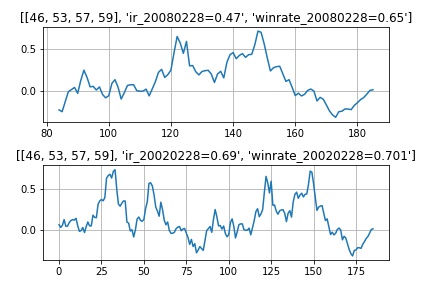 [[46, 53, 57, 59], 'ir_20080228=0.47', 'winrate_20080228=0.65']
0.5
0.0
80 100 120 140 160 180
[[46, 53, 57, 59], 'ir_20020228=0.69', 'winrate_20020228=0.701']
0.5
0.0
0 25 50 75 100 125 150 175